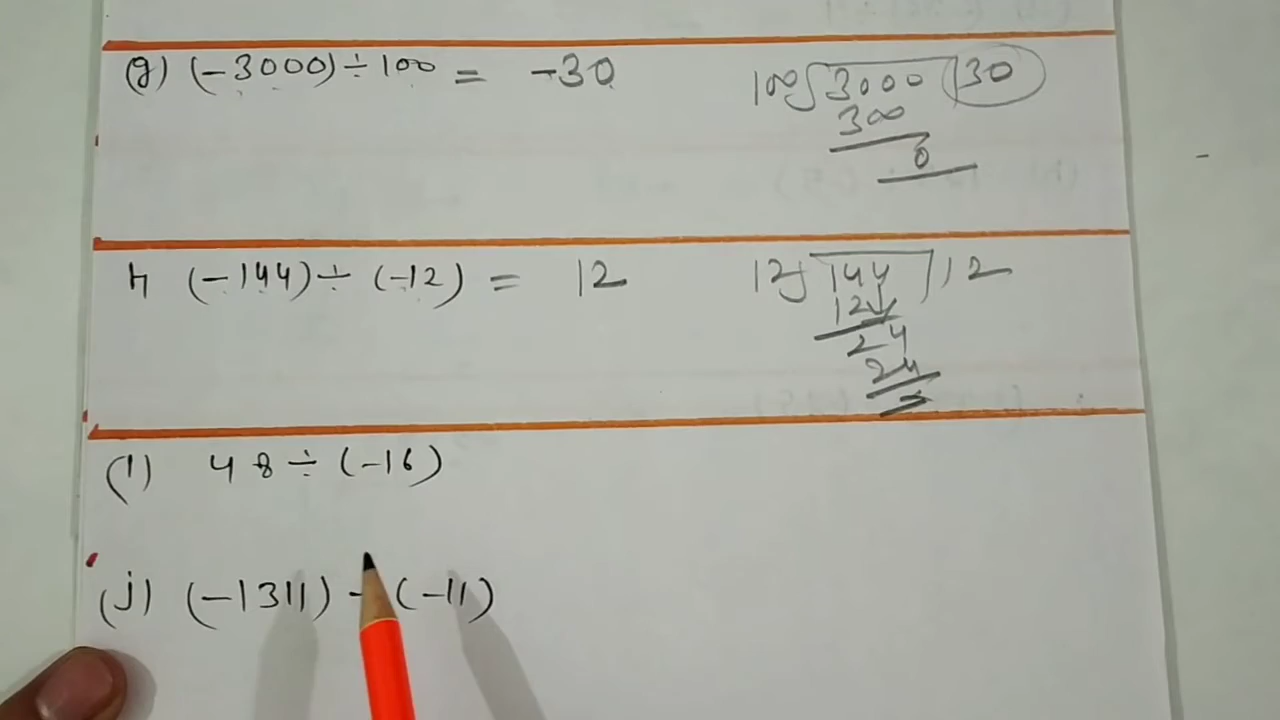 (g) (-3000) ÷ 100 = -30
100 3000 30
300
0
h (-144) ÷ (-12) = 12
12 144 12
12
24
24
(i) 48 ÷ (-16)
(j) (-1311) - (-11)